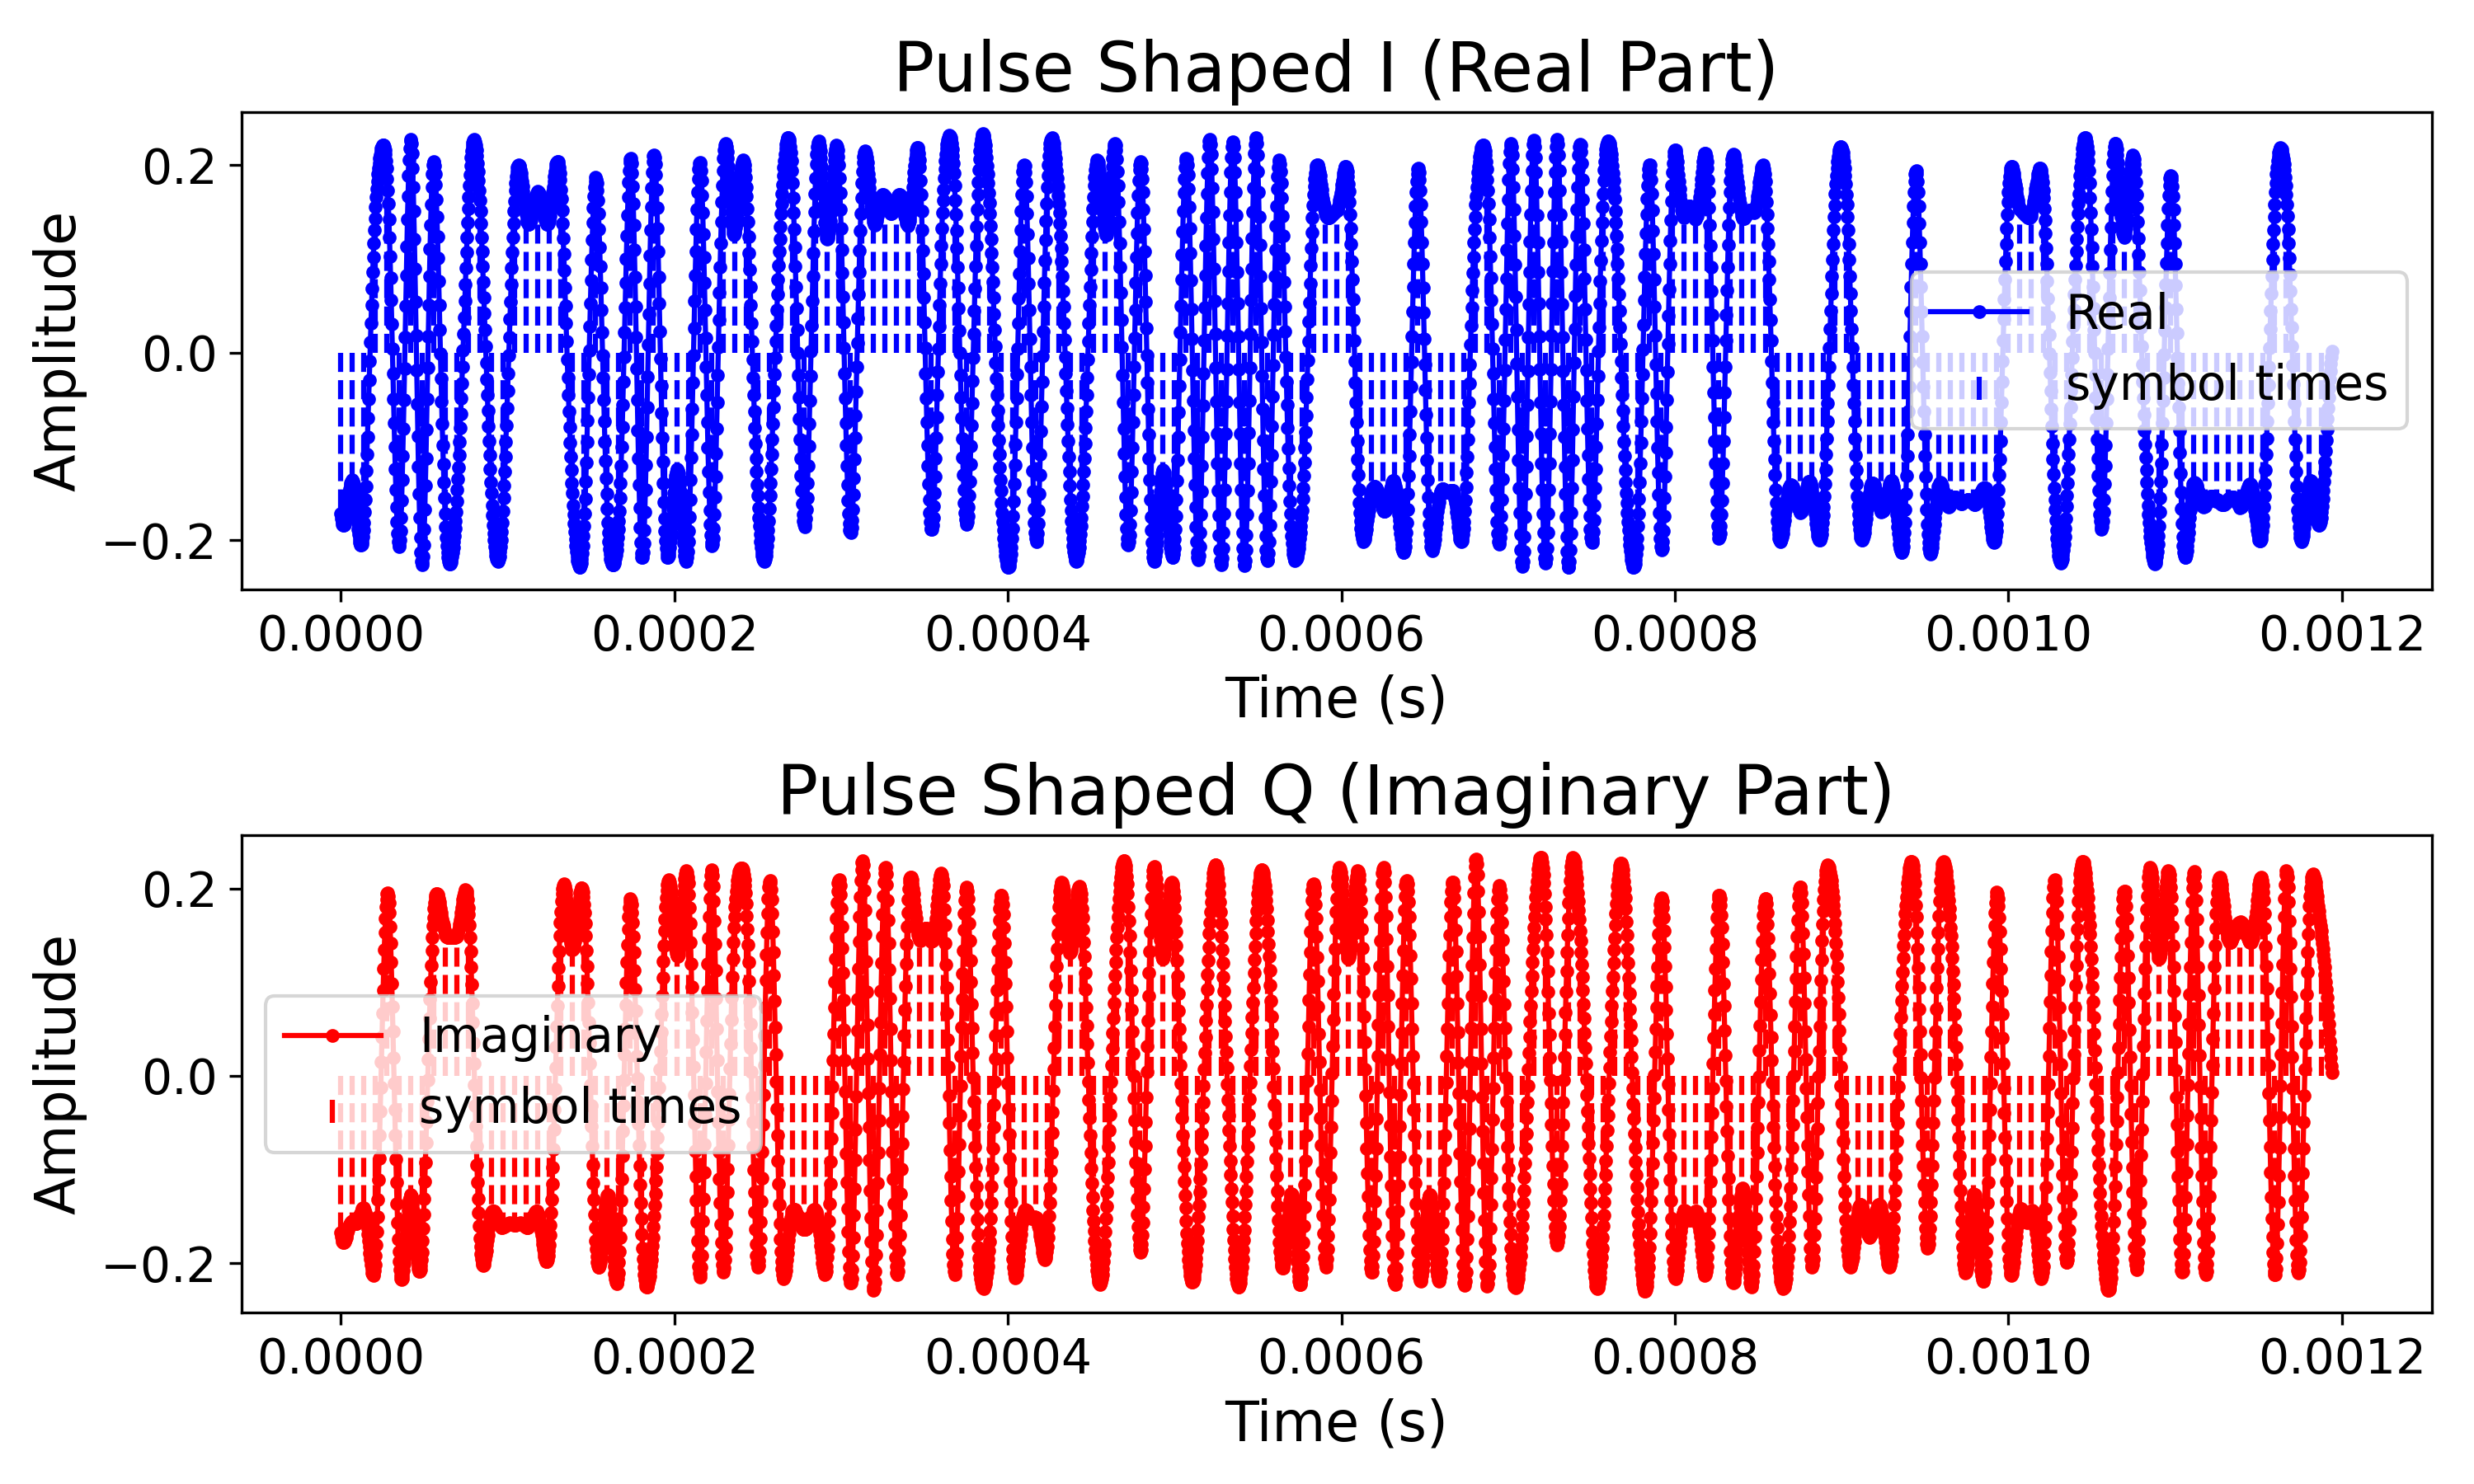 Pulse Shaped I (Real Part)
Amplitude
0.2
0.0
−0.2
Real
symbol times
0.0000 0.0002 0.0004 0.0006 0.0008 0.0010 0.0012
Time (s)
Pulse Shaped Q (Imaginary Part)
Amplitude
0.2
0.0
−0.2
Imaginary
symbol times
0.0000 0.0002 0.0004 0.0006 0.0008 0.0010 0.0012
Time (s)